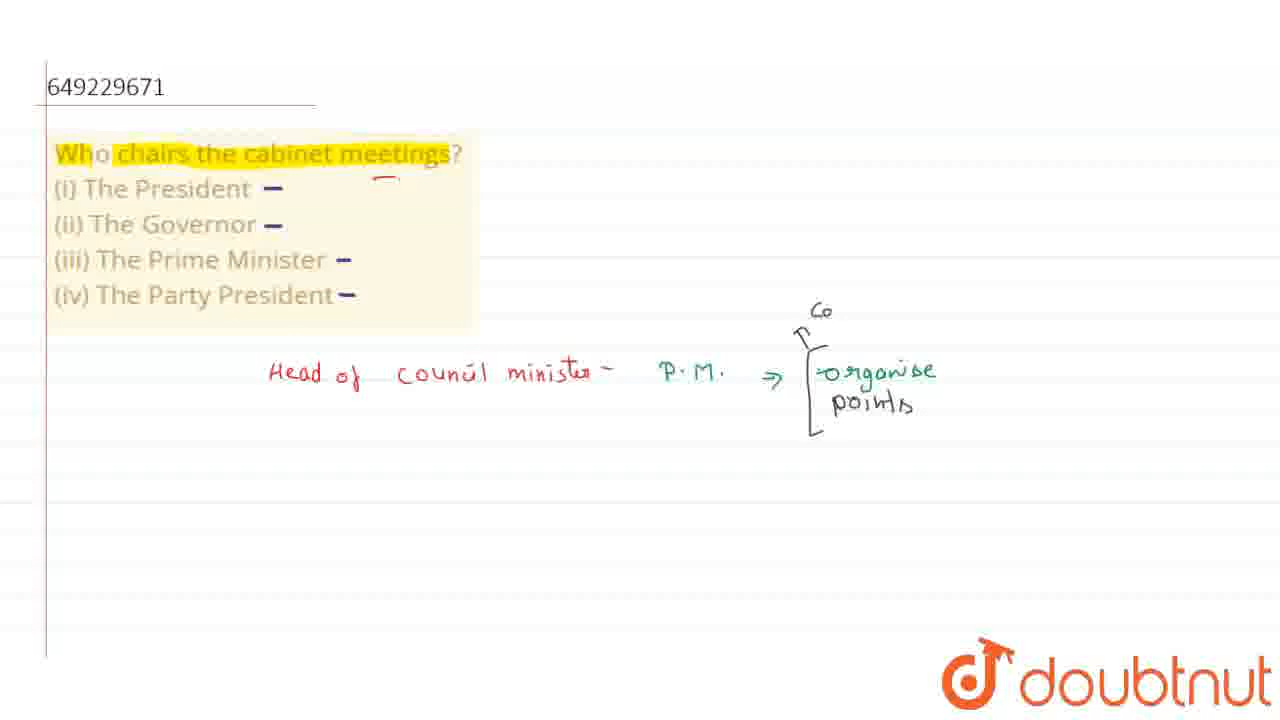 649229671
Who chairs the cabinet meetings?
(i) The President -
(ii) The Governor -
(iii) The Prime Minister -
(iv) The Party President -
Co
Head of Council minister - P.M. ⇒ organise
points
doubtnut